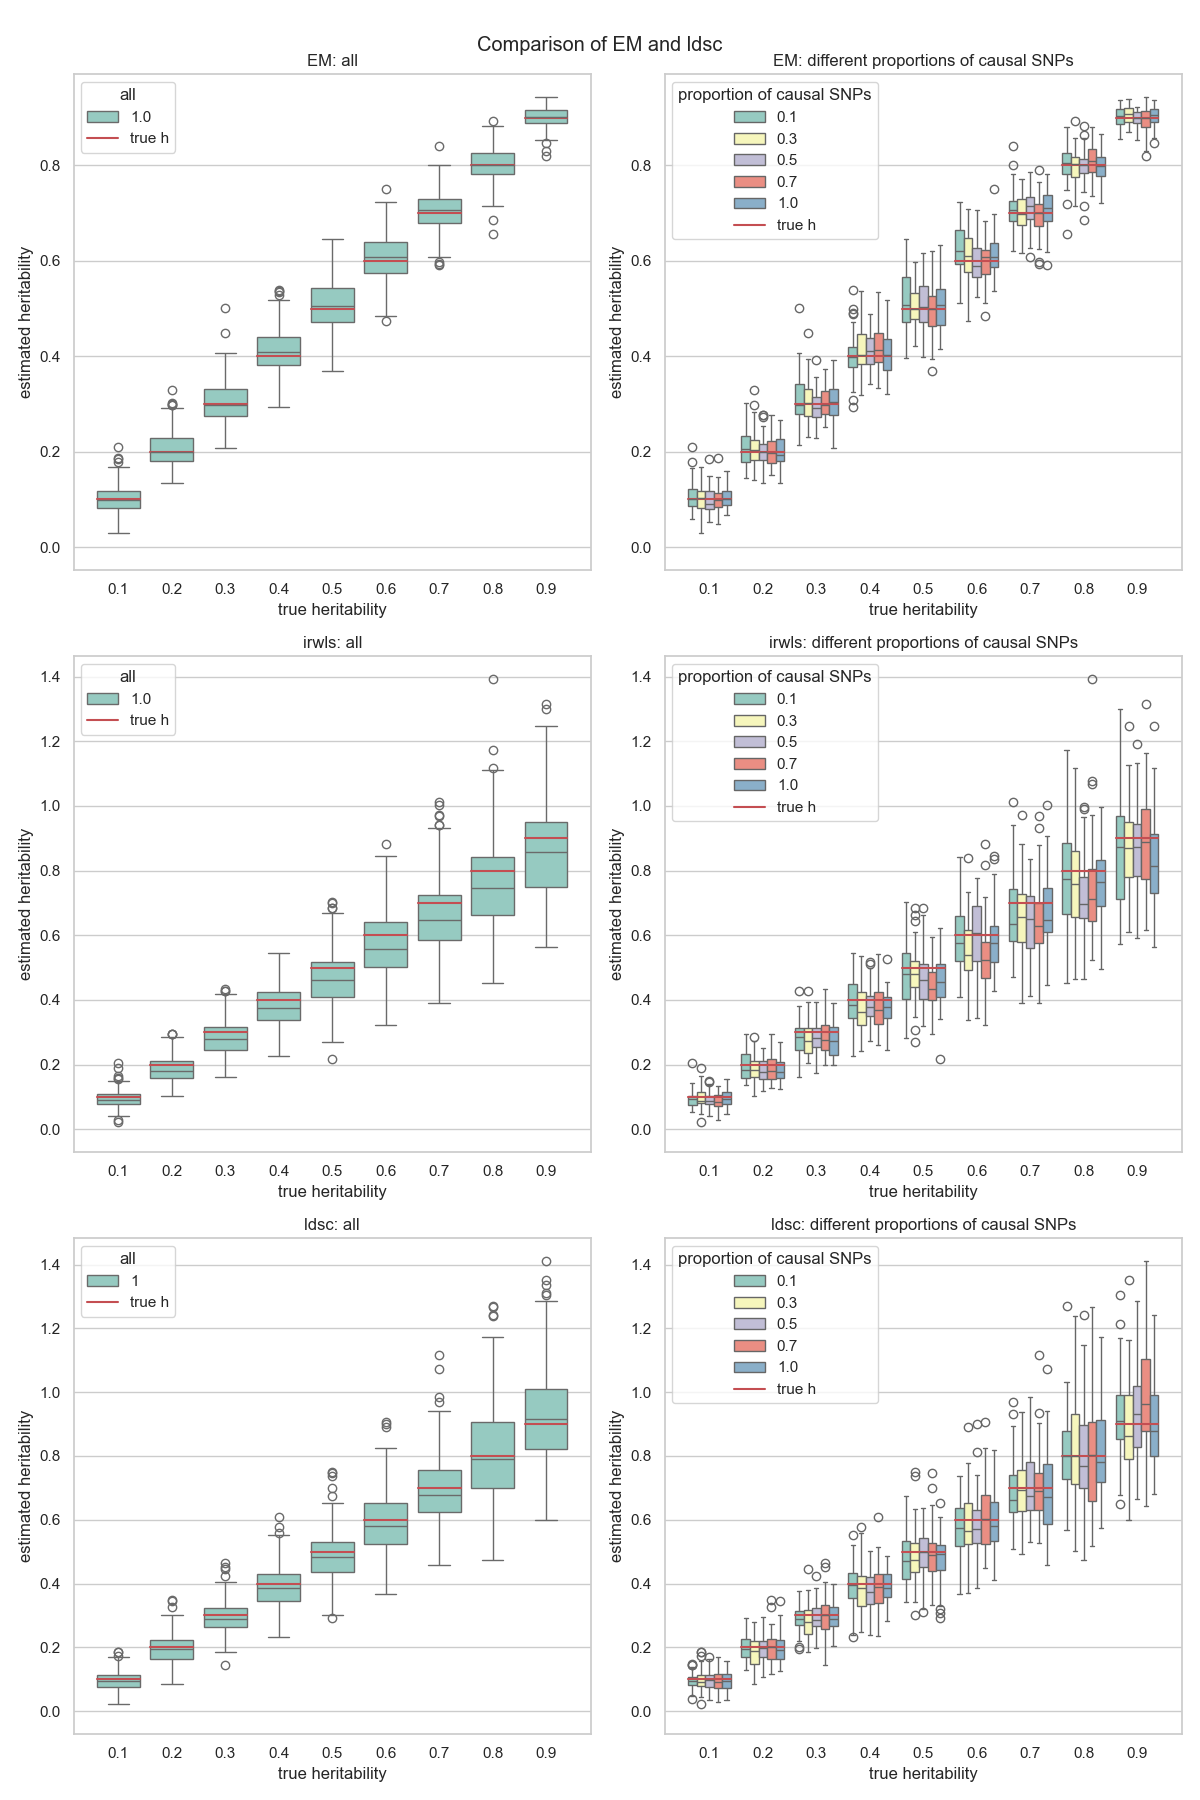 Comparison of EM and ldsc
EM: all
all
1.0
true h
0.8
0.6
0.4
0.2
0.0
estimated heritability
0.1 0.2 0.3 0.4 0.5 0.6 0.7 0.8 0.9
true heritability
EM: different proportions of causal SNPs
proportion of causal SNPs
0.1
0.3
0.5
0.7
1.0
true h
0.8
0.6
0.4
0.2
0.0
estimated heritability
0.1 0.2 0.3 0.4 0.5 0.6 0.7 0.8 0.9
true heritability
irwls: all
all
1.0
true h
1.4
1.2
1.0
0.8
0.6
0.4
0.2
0.0
estimated heritability
0.1 0.2 0.3 0.4 0.5 0.6 0.7 0.8 0.9
true heritability
irwls: different proportions of causal SNPs
proportion of causal SNPs
0.1
0.3
0.5
0.7
1.0
true h
1.4
1.2
1.0
0.8
0.6
0.4
0.2
0.0
estimated heritability
0.1 0.2 0.3 0.4 0.5 0.6 0.7 0.8 0.9
true heritability
ldsc: all
all
1
true h
1.4
1.2
1.0
0.8
0.6
0.4
0.2
0.0
estimated heritability
0.1 0.2 0.3 0.4 0.5 0.6 0.7 0.8 0.9
true heritability
ldsc: different proportions of causal SNPs
proportion of causal SNPs
0.1
0.3
0.5
0.7
1.0
true h
1.4
1.2
1.0
0.8
0.6
0.4
0.2
0.0
estimated heritability
0.1 0.2 0.3 0.4 0.5 0.6 0.7 0.8 0.9
true heritability